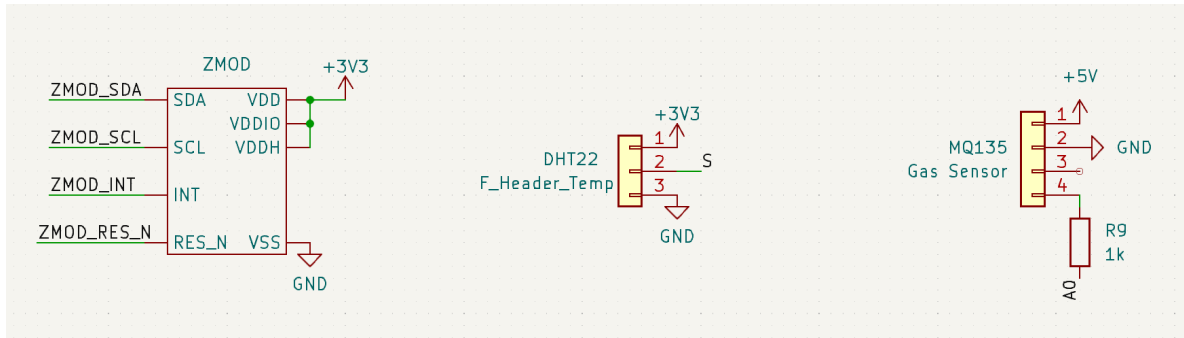 ZMOD
+3V3
ZMOD_SDA
SDA VDD
VDDIO
ZMOD_SCL
SCL VDDH
ZMOD_INT
INT
ZMOD_RES_N
RES_N VSS
GND
+3V3
DHT22
F_Header_Temp
1
2
3
S
GND
+5V
MQ135
Gas Sensor
1
2
3
4
GND
R9
1k
A0